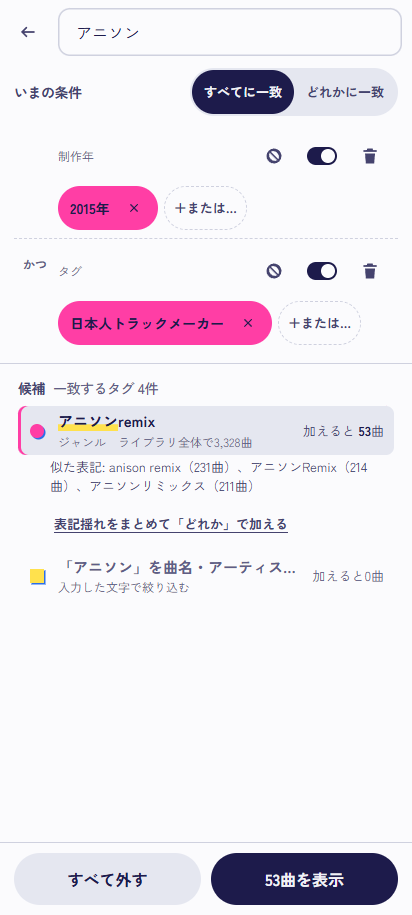 アニソン
いまの条件
すべてに一致 どれかに一致
制作年
2015年 ×
＋または…
かつ タグ
日本人トラックメーカー ×
＋または…
候補 一致するタグ 4件
アニソンremix
ジャンル ライブラリ全体で3,328曲
加えると 53曲
似た表記: anison remix（231曲）、アニソンRemix（214
曲）、アニソンリミックス（211曲）
表記揺れをまとめて「どれか」で加える
「アニソン」を曲名・アーティス…
入力した文字で絞り込む
加えると0曲
すべて外す
53曲を表示